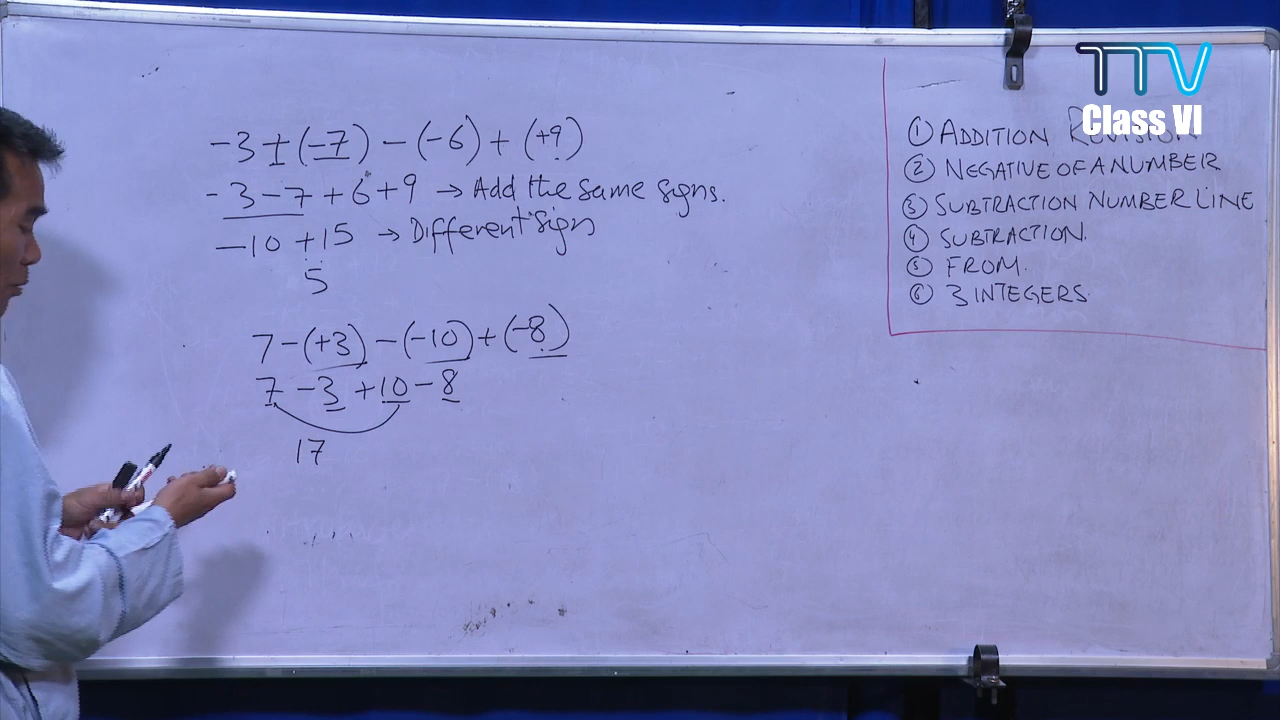 -3 + (-7) - (-6) + (+9)
-3 - 7 + 6 + 9 → Add the same signs.
-10 + 15 → Different sign
5
7 - (+3) - (-10) + (-8)
7 - 3 + 10 - 8
17
TTV
Class VI
① ADDITION REVISION
② NEGATIVE OF A NUMBER
③ SUBTRACTION NUMBER LINE
④ SUBTRACTION.
⑤ FROM.
⑥ 3 INTEGERS